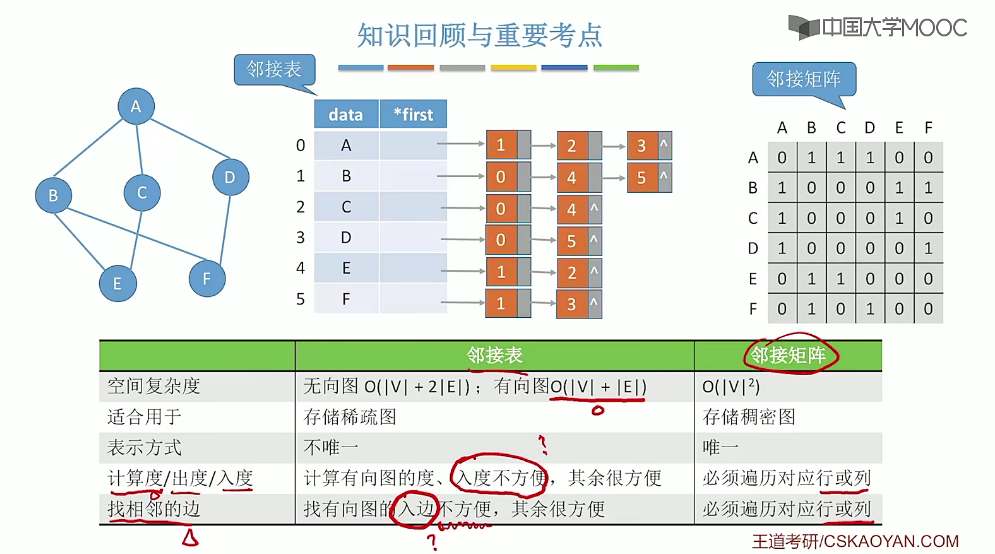 知识回顾与重要考点
中国大学MOOC
邻接表
邻接矩阵
A
B
C
D
E
F
data *first
0 A 1 2 3 ^
1 B 0 4 5 ^
2 C 0 4 ^
3 D 0 5 ^
4 E 1 2 ^
5 F 1 3 ^
A B C D E F
A 0 1 1 1 0 0
B 1 0 0 0 1 1
C 1 0 0 0 1 0
D 1 0 0 0 0 1
E 0 1 1 0 0 0
F 0 1 0 1 0 0
邻接表 邻接矩阵
空间复杂度 无向图 O(|V| + 2|E|)；有向图O(|V| + |E|) O(|V|²)
适合用于 存储稀疏图 存储稠密图
表示方式 不唯一 唯一
?
计算度/出度/入度 计算有向图的度、入度不方便，其余很方便 必须遍历对应行或列
找相邻的边 找有向图的入边不方便，其余很方便 必须遍历对应行或列
?
王道考研/CSKAOYAN.COM